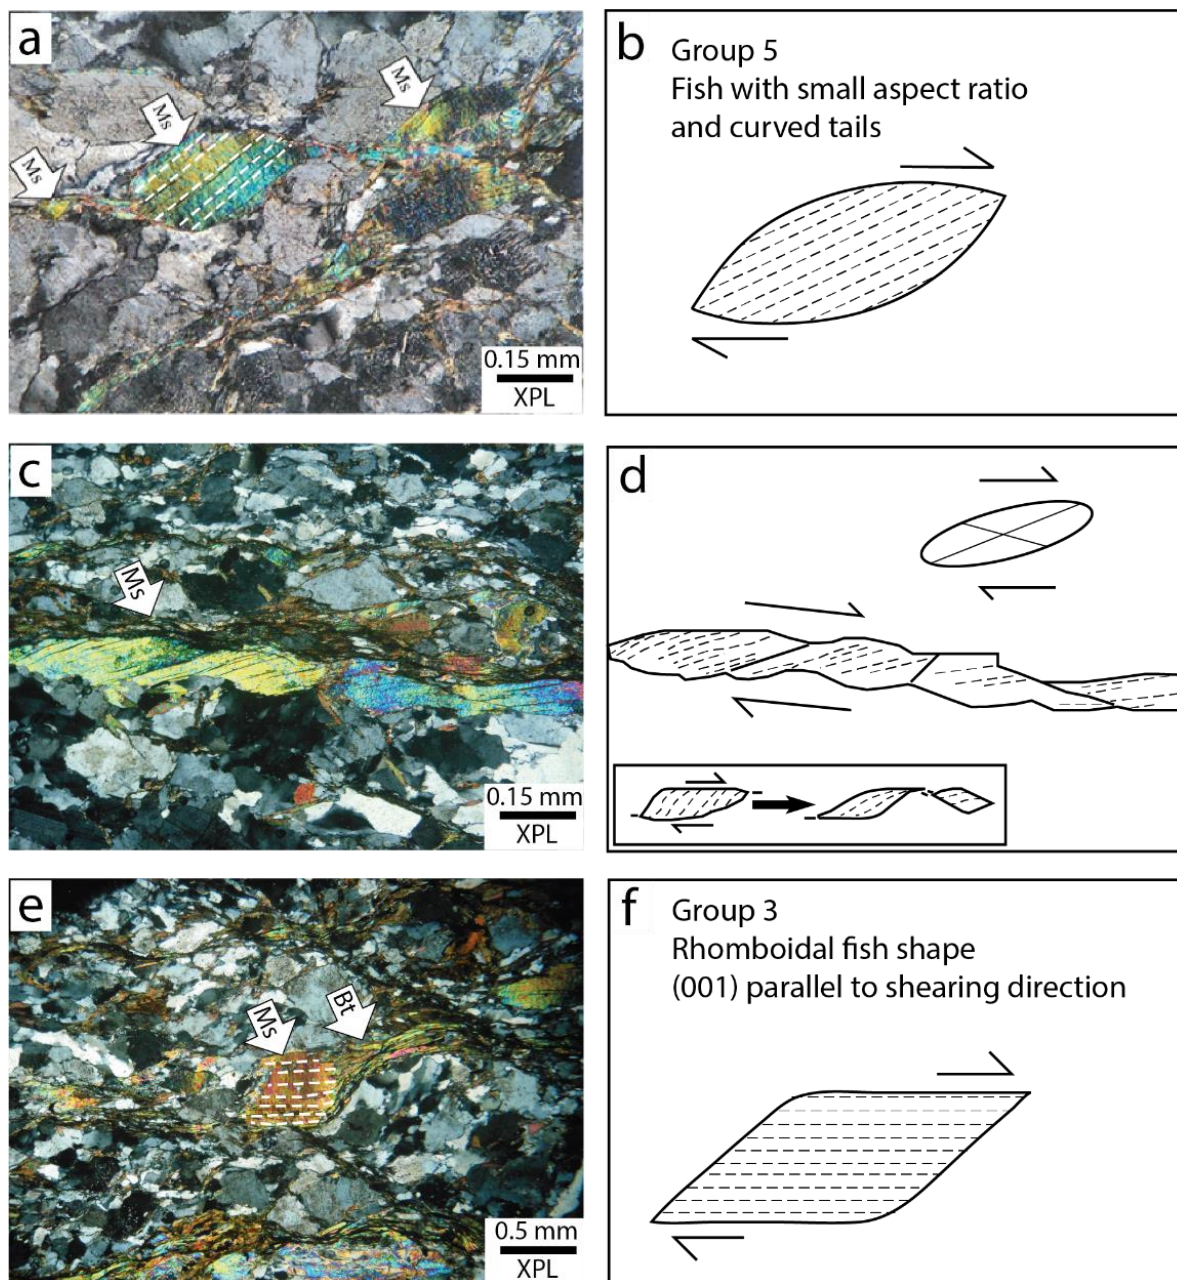 a
Ms
Ms
Ms
0.15 mm
XPL
b
Group 5
Fish with small aspect ratio
and curved tails
c
Ms
0.15 mm
XPL
d
e
Ms
Bt
0.5 mm
XPL
f
Group 3
Rhomboidal fish shape
(001) parallel to shearing direction